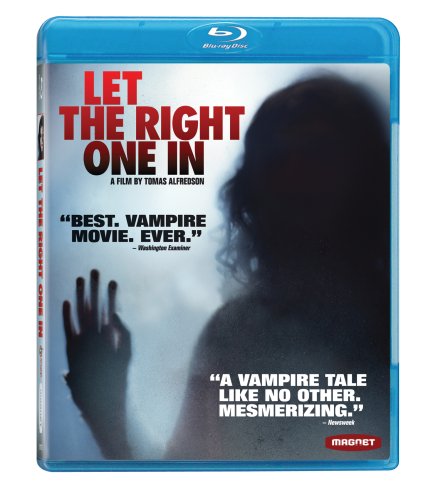 Blu-ray Disc
LET
THE RIGHT
ONE IN
A FILM BY TOMAS ALFREDSON
"BEST. VAMPIRE
MOVIE. EVER."
– Washington Examiner
"A VAMPIRE TALE
LIKE NO OTHER.
MESMERIZING."
– Newsweek
MAGNET
LET THE RIGHT ONE IN